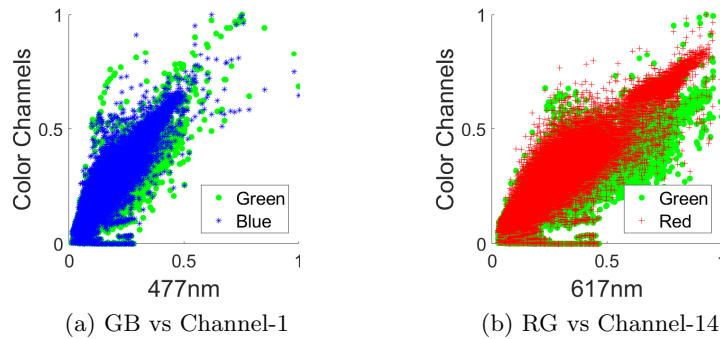 1
Color Channels
0.5
0
Green
Blue
0
0.5
1
477nm
(a) GB vs Channel-1
1
Color Channels
0.5
0
Green
Red
0
0.5
1
617nm
(b) RG vs Channel-14